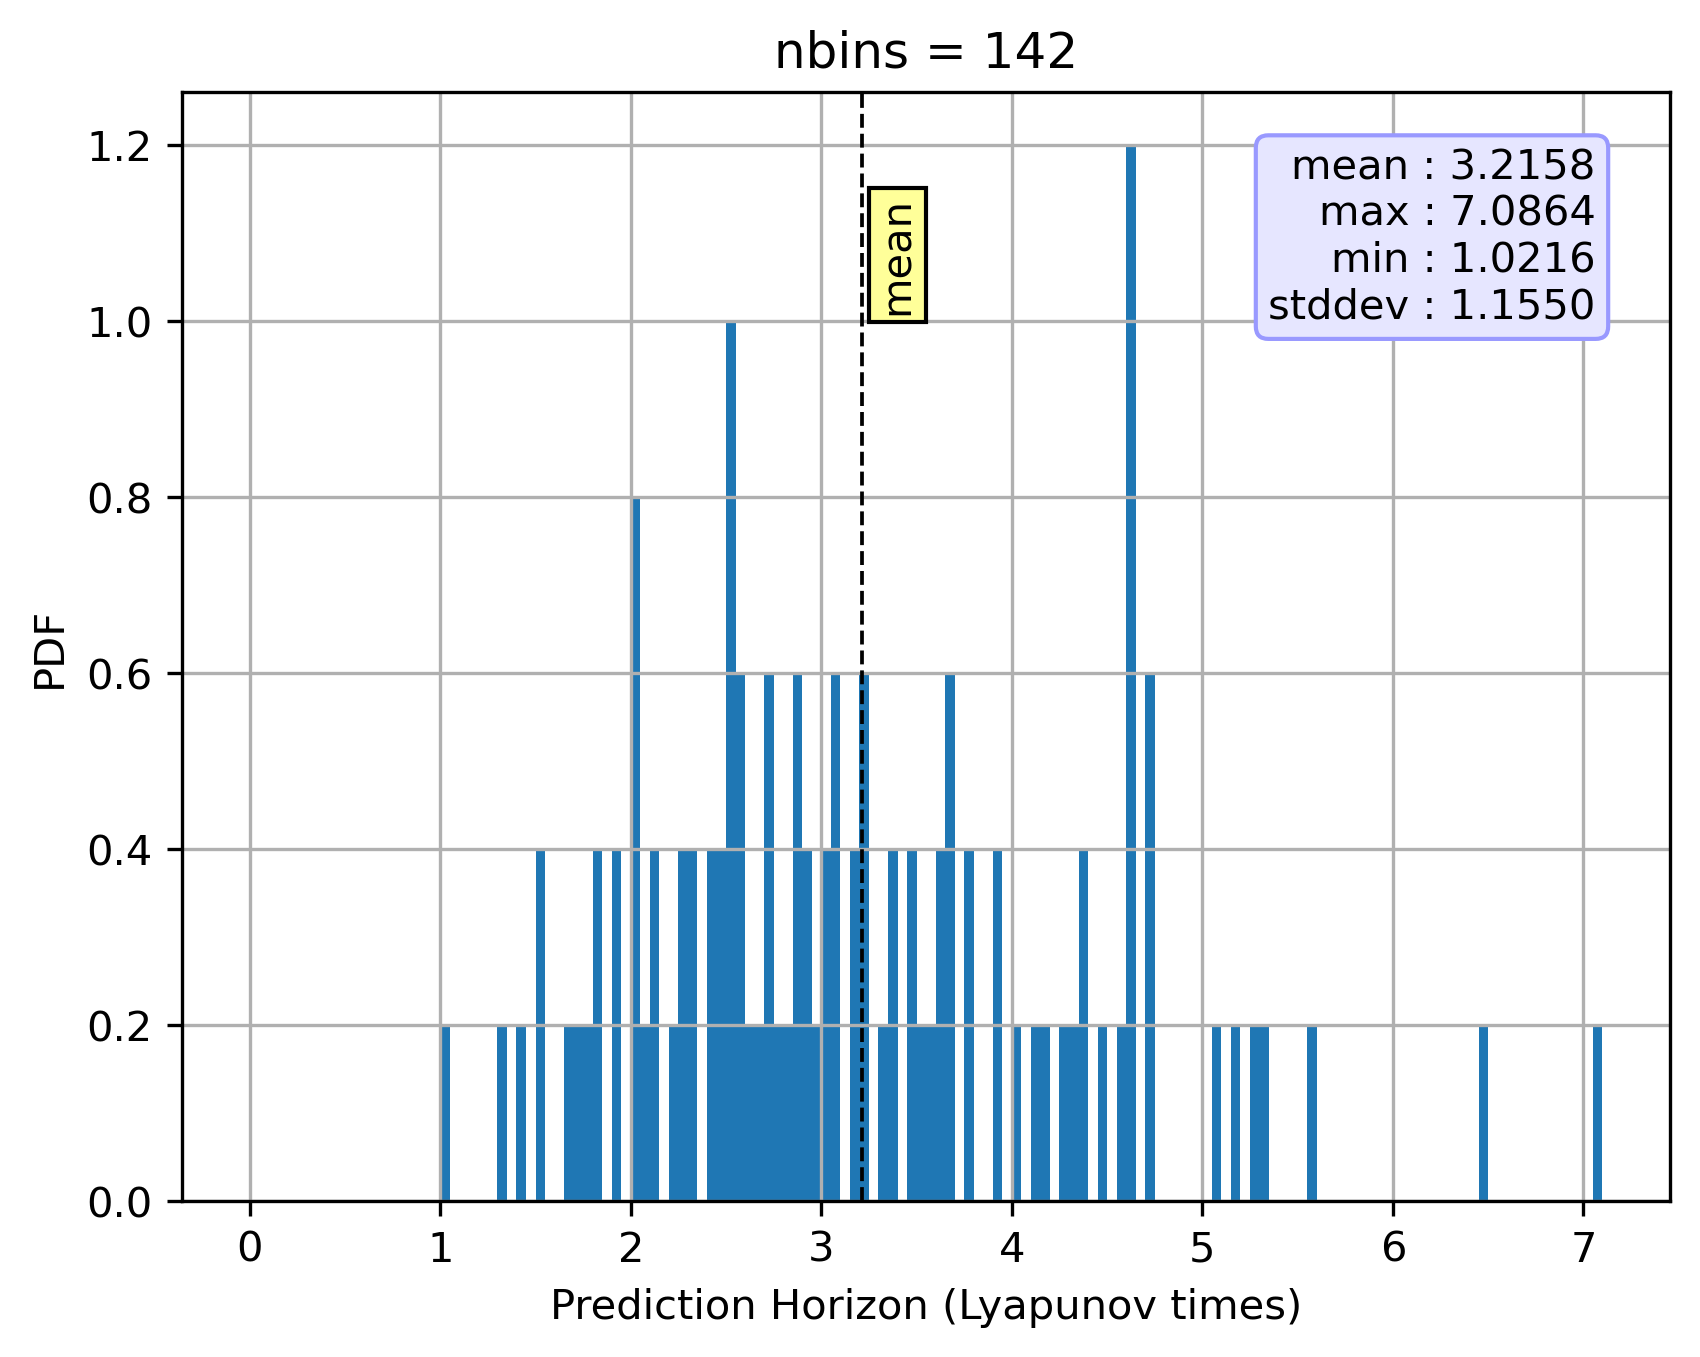 nbins = 142
mean : 3.2158
max : 7.0864
min : 1.0216
stddev : 1.1550
mean
1.2
1.0
0.8
0.6
0.4
0.2
0.0
PDF
0 1 2 3 4 5 6 7
Prediction Horizon (Lyapunov times)